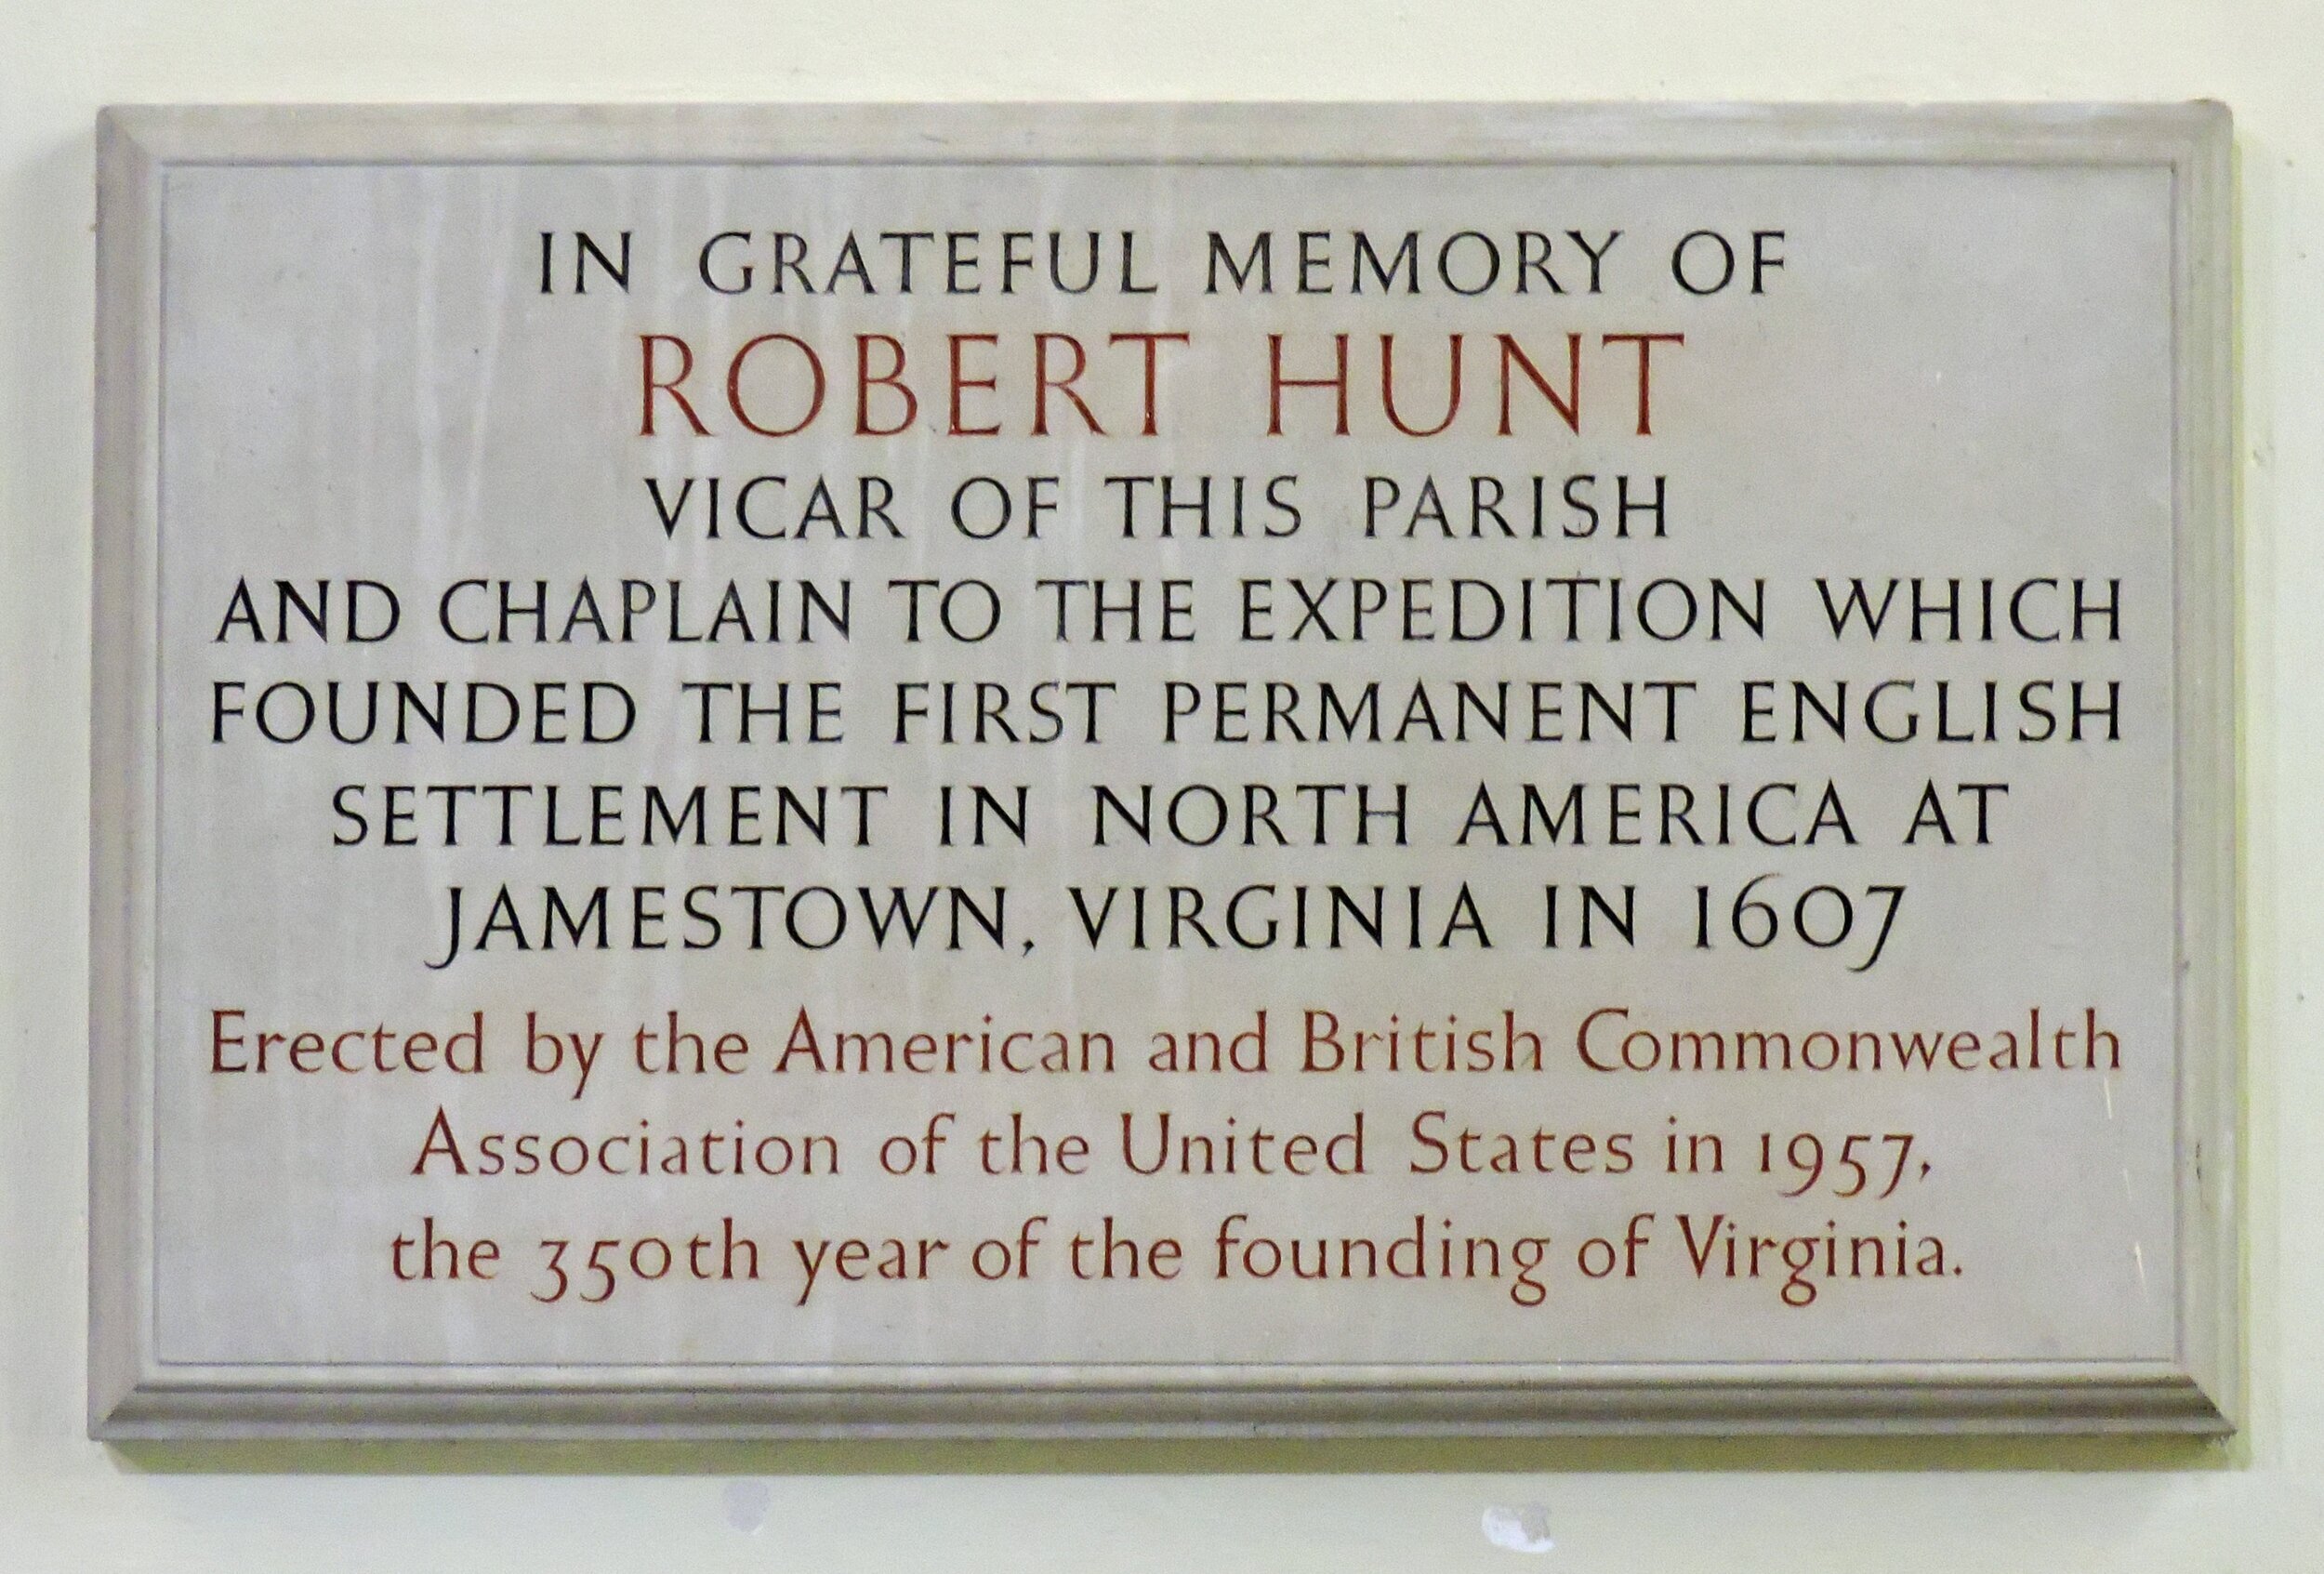 IN GRATEFUL MEMORY OF
ROBERT HUNT
VICAR OF THIS PARISH
AND CHAPLAIN TO THE EXPEDITION WHICH
FOUNDED THE FIRST PERMANENT ENGLISH
SETTLEMENT IN NORTH AMERICA AT
JAMESTOWN, VIRGINIA IN 1607
Erected by the American and British Commonwealth
Association of the United States in 1957,
the 350th year of the founding of Virginia.